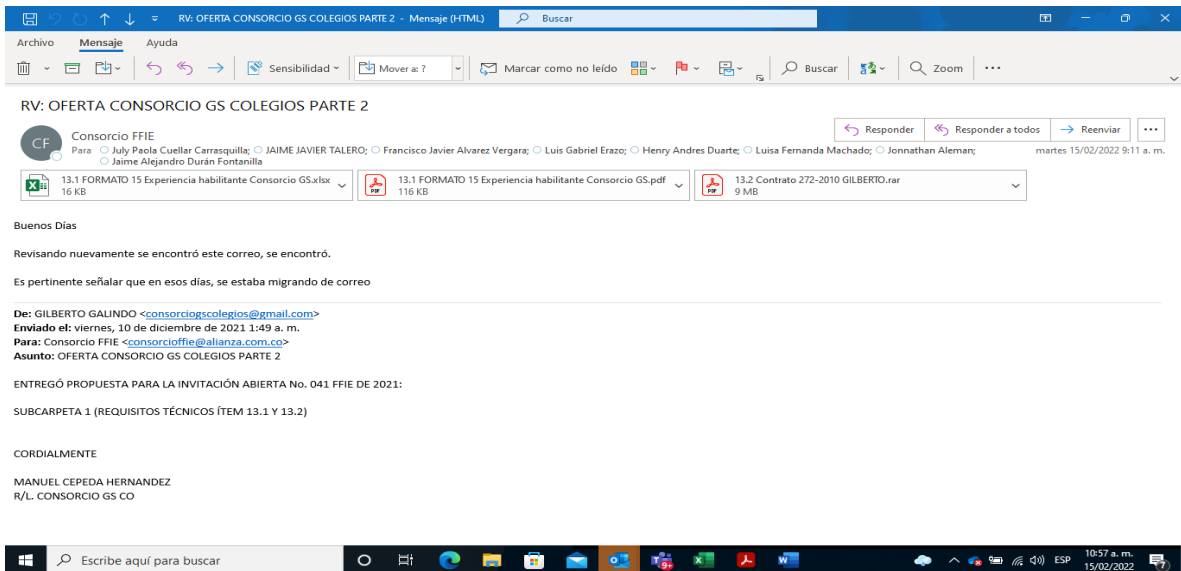 RV: OFERTA CONSORCIO GS COLEGIOS PARTE 2 - Mensaje (HTML)
Buscar
Archivo Mensaje Ayuda
Sensibilidad Mover a: ? Marcar como no leído Buscar Zoom
RV: OFERTA CONSORCIO GS COLEGIOS PARTE 2
CF
Consorcio FFIE
Responder Responder a todos Reenviar
Para July Paola Cuellar Carrasquilla; JAIME JAVIER TALERO; Francisco Javier Alvarez Vergara; Luis Gabriel Erazo; Henry Andres Duarte; Luisa Fernanda Machado; Jonnathan Aleman;
Jaime Alejandro Durán Fontanilla
martes 15/02/2022 9:11 a. m.
13.1 FORMATO 15 Experiencia habilitante Consorcio GS.xlsx
16 KB
PDF
13.1 FORMATO 15 Experiencia habilitante Consorcio GS.pdf
116 KB
PDF
13.2 Contrato 272-2010 GILBERTO.rar
9 MB
Buenos Días
Revisando nuevamente se encontró este correo, se encontró.
Es pertinente señalar que en esos días, se estaba migrando de correo
De: GILBERTO GALINDO <consorciogscolegios@gmail.com>
Enviado el: viernes, 10 de diciembre de 2021 1:49 a. m.
Para: Consorcio FFIE <consorcioffie@alianza.com.co>
Asunto: OFERTA CONSORCIO GS COLEGIOS PARTE 2
ENTREGÓ PROPUESTA PARA LA INVITACIÓN ABIERTA No. 041 FFIE DE 2021:
SUBCARPETA 1 (REQUISITOS TÉCNICOS ÍTEM 13.1 Y 13.2)
CORDIALMENTE
MANUEL CEPEDA HERNANDEZ
R/L. CONSORCIO GS CO
Escribe aquí para buscar
9+
ESP
10:57 a. m.
15/02/2022
7